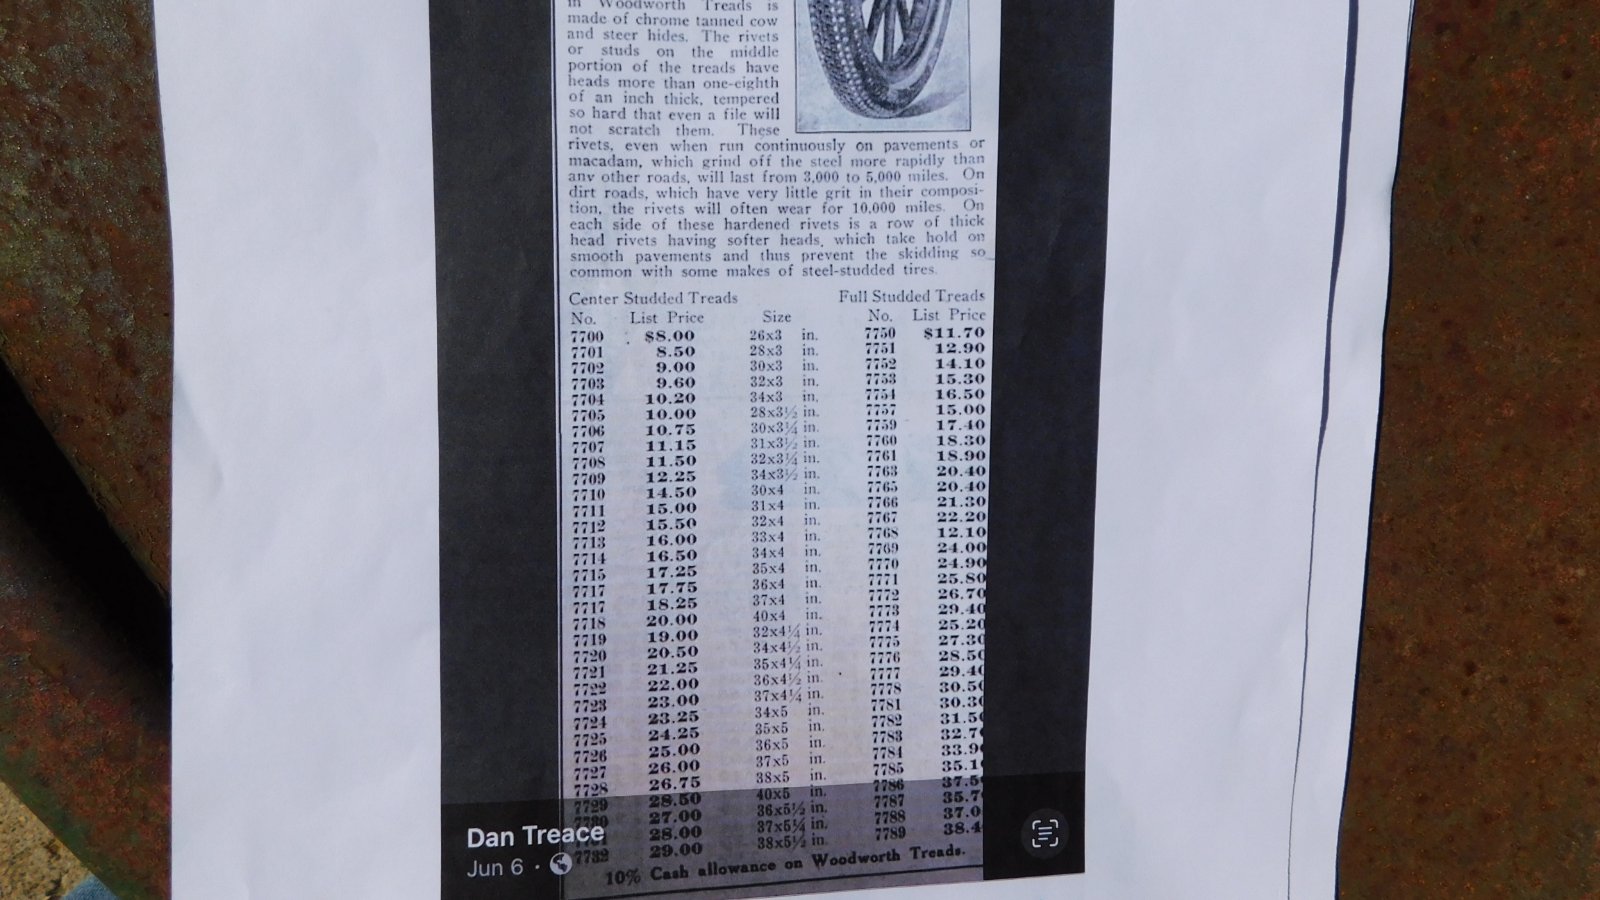 in Woodworth Treads is
made of chrome tanned cow
and steer hides. The rivets
or studs on the middle
portion of the treads have
heads more than one-eighth
of an inch thick, tempered
so hard that even a file will
not scratch them. These
rivets, even when run continuously on pavements or
macadam, which grind off the steel more rapidly than
any other roads, will last from 3,000 to 5,000 miles. On
dirt roads, which have very little grit in their composi-
tion, the rivets will often wear for 10,000 miles. On
each side of these hardened rivets is a row of thick
head rivets having softer heads, which take hold on
smooth pavements and thus prevent the skidding so
common with some makes of steel-studded tires.
Center Studded Treads Full Studded Treads
No. List Price Size No. List Price
7700 $8.00 26x3 in. 7750 $11.70
7701 8.50 28x3 in. 7751 12.90
7702 9.00 30x3 in. 7752 14.10
7703 9.60 32x3 in. 7753 15.30
7704 10.20 34x3 in. 7754 16.50
7705 10.00 28x3½ in. 7757 15.00
7706 10.75 30x3¼ in. 7759 17.40
7707 11.15 31x3½ in. 7760 18.30
7708 11.50 32x3¼ in. 7761 18.90
7709 12.25 34x3½ in. 7763 20.40
7710 14.50 30x4 in. 7765 20.40
7711 15.00 31x4 in. 7766 21.30
7712 15.50 32x4 in. 7767 22.20
7713 16.00 33x4 in. 7768 12.10
7714 16.50 34x4 in. 7769 24.00
7715 17.25 35x4 in. 7770 24.90
7717 17.75 36x4 in. 7771 25.80
7717 18.25 37x4 in. 7772 26.70
7718 20.00 40x4 in. 7773 29.40
7719 19.00 32x4¼ in. 7774 25.20
7720 20.50 34x4½ in. 7775 27.30
7721 21.25 35x4¼ in. 7776 28.50
7722 22.00 36x4½ in. 7777 29.40
7723 23.00 37x4¼ in. 7778 30.50
7724 23.25 34x5 in. 7781 30.30
7725 24.25 35x5 in. 7782 31.50
7726 25.00 36x5 in. 7783 32.7
7727 26.00 37x5 in. 7784 33.9
7728 26.75 38x5 in. 7785 35.1
7729 28.50 40x5 in. 7786 37.5
27.00 36x5½ in. 7787 35.7
28.00 37x5¼ in. 7788 37.0
7732 29.00 38x5½ in. 7789 38.4
10% Cash allowance on Woodworth Treads.
Dan Treace
Jun 6 ·